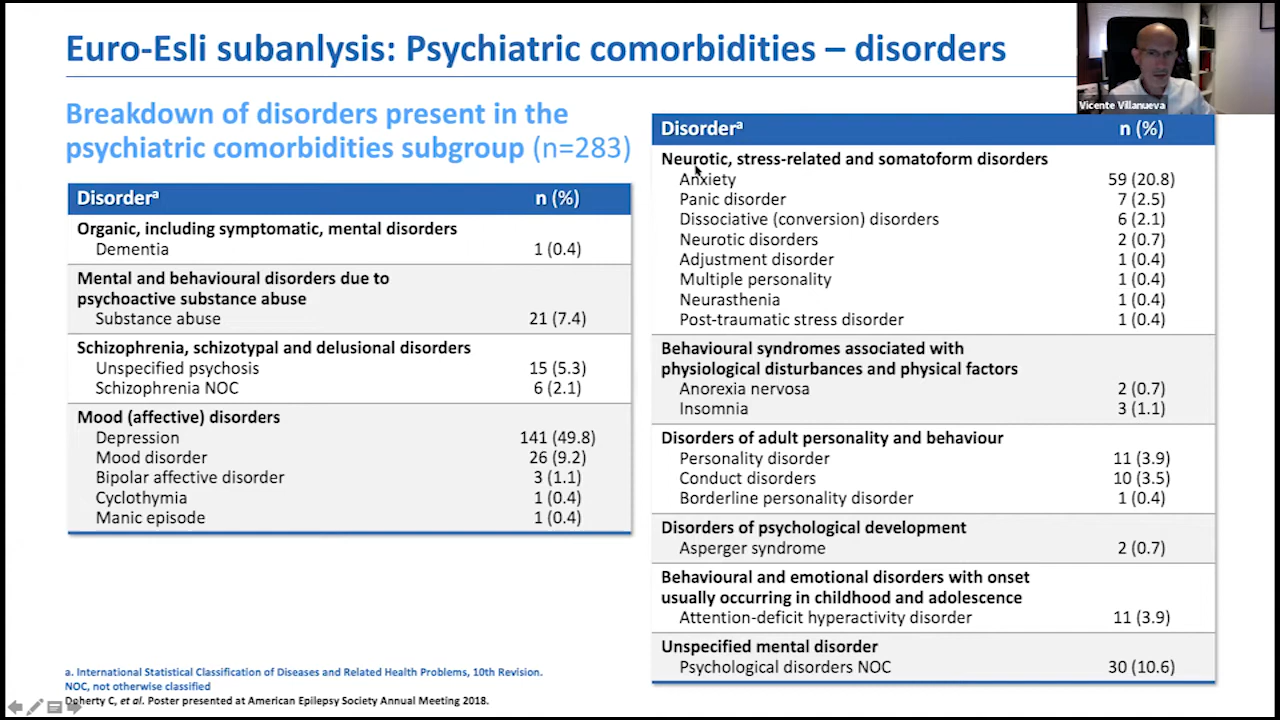 Euro-Esli subanlysis: Psychiatric comorbidities – disorders
Vicente Villanueva
Breakdown of disorders present in the
psychiatric comorbidities subgroup (n=283)
Disorderᵃ n (%)
Organic, including symptomatic, mental disorders
Dementia 1 (0.4)
Mental and behavioural disorders due to
psychoactive substance abuse
Substance abuse 21 (7.4)
Schizophrenia, schizotypal and delusional disorders
Unspecified psychosis 15 (5.3)
Schizophrenia NOC 6 (2.1)
Mood (affective) disorders
Depression 141 (49.8)
Mood disorder 26 (9.2)
Bipolar affective disorder 3 (1.1)
Cyclothymia 1 (0.4)
Manic episode 1 (0.4)
Disorderᵃ n (%)
Neurotic, stress-related and somatoform disorders
Anxiety 59 (20.8)
Panic disorder 7 (2.5)
Dissociative (conversion) disorders 6 (2.1)
Neurotic disorders 2 (0.7)
Adjustment disorder 1 (0.4)
Multiple personality 1 (0.4)
Neurasthenia 1 (0.4)
Post-traumatic stress disorder 1 (0.4)
Behavioural syndromes associated with
physiological disturbances and physical factors
Anorexia nervosa 2 (0.7)
Insomnia 3 (1.1)
Disorders of adult personality and behaviour
Personality disorder 11 (3.9)
Conduct disorders 10 (3.5)
Borderline personality disorder 1 (0.4)
Disorders of psychological development
Asperger syndrome 2 (0.7)
Behavioural and emotional disorders with onset
usually occurring in childhood and adolescence
Attention-deficit hyperactivity disorder 11 (3.9)
Unspecified mental disorder
Psychological disorders NOC 30 (10.6)
a. International Statistical Classification of Diseases and Related Health Problems, 10th Revision.
NOC, not otherwise classified
Doherty C, et al. Poster presented at American Epilepsy Society Annual Meeting 2018.